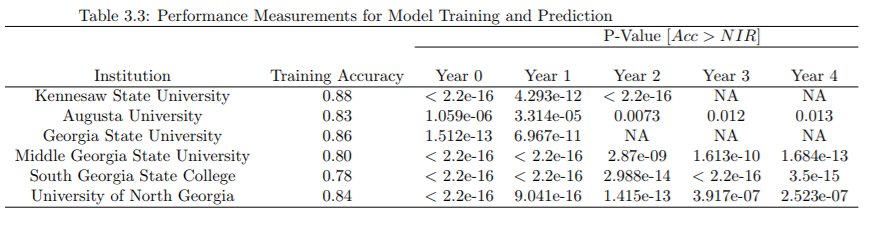 Table 3.3: Performance Measurements for Model Training and Prediction
P-Value [Acc > NIR]
Institution Training Accuracy Year 0 Year 1 Year 2 Year 3 Year 4
Kennesaw State University 0.88 < 2.2e-16 4.293e-12 < 2.2e-16 NA NA
Augusta University 0.83 1.059e-06 3.314e-05 0.0073 0.012 0.013
Georgia State University 0.86 1.512e-13 6.967e-11 NA NA NA
Middle Georgia State University 0.80 < 2.2e-16 < 2.2e-16 2.87e-09 1.613e-10 1.684e-13
South Georgia State College 0.78 < 2.2e-16 < 2.2e-16 2.988e-14 < 2.2e-16 3.5e-15
University of North Georgia 0.84 < 2.2e-16 9.041e-16 1.415e-13 3.917e-07 2.523e-07